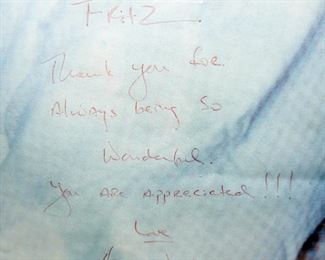 Fritz
Thank you for
Always being so
Wonderful.
You are appreciated!!!
Love